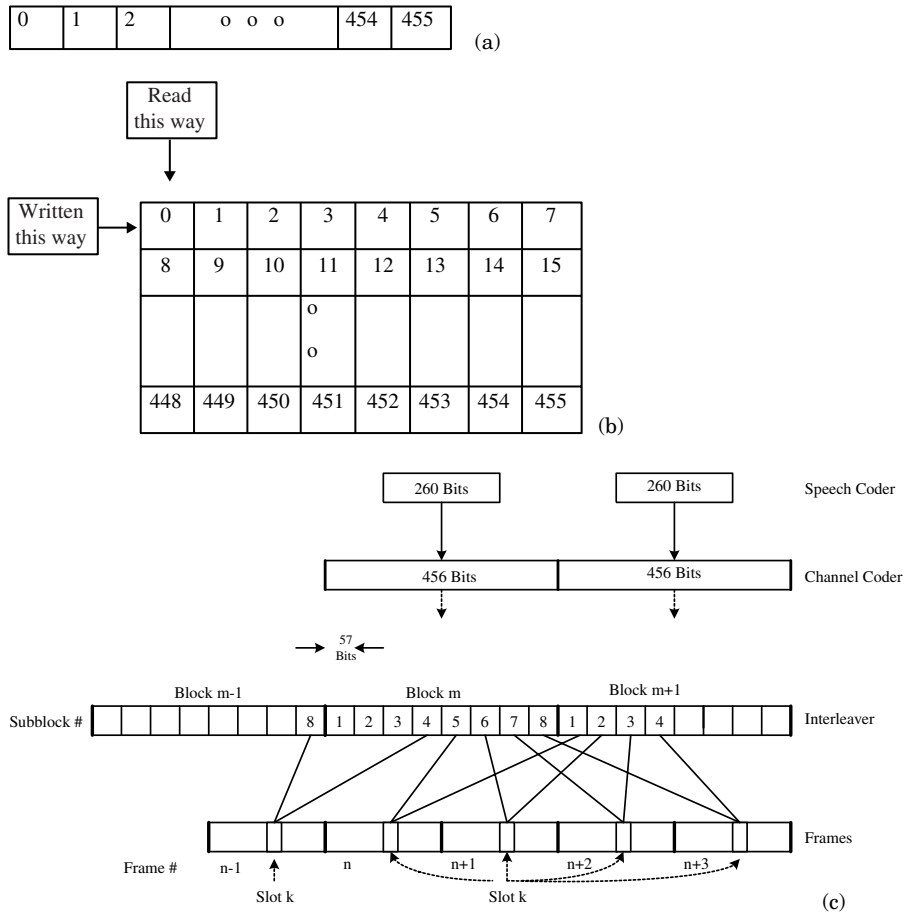 0 1 2 o o o 454 455
(a)
Read
this way
Written
this way
0 1 2 3 4 5 6 7
8 9 10 11 12 13 14 15
o
o
448 449 450 451 452 453 454 455
(b)
260 Bits 260 Bits Speech Coder
456 Bits 456 Bits Channel Coder
57
Bits
Block m-1 Block m Block m+1
Subblock # 8 1 2 3 4 5 6 7 8 1 2 3 4 Interleaver
Frames
Frame # n-1 n n+1 n+2 n+3
Slot k Slot k
(c)